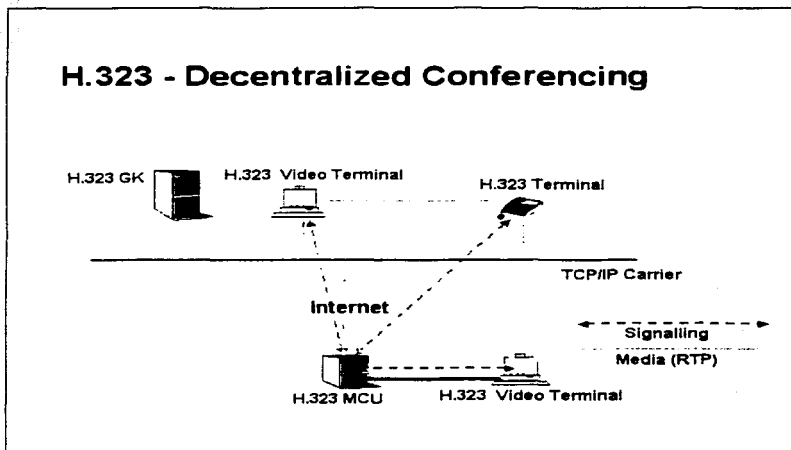 H.323 - Decentralized Conferencing
H.323 GK
H.323 Video Terminal
H.323 Terminal
TCP/IP Carrier
Internet
Signalling
Media (RTP)
H.323 MCU
H.323 Video Terminal